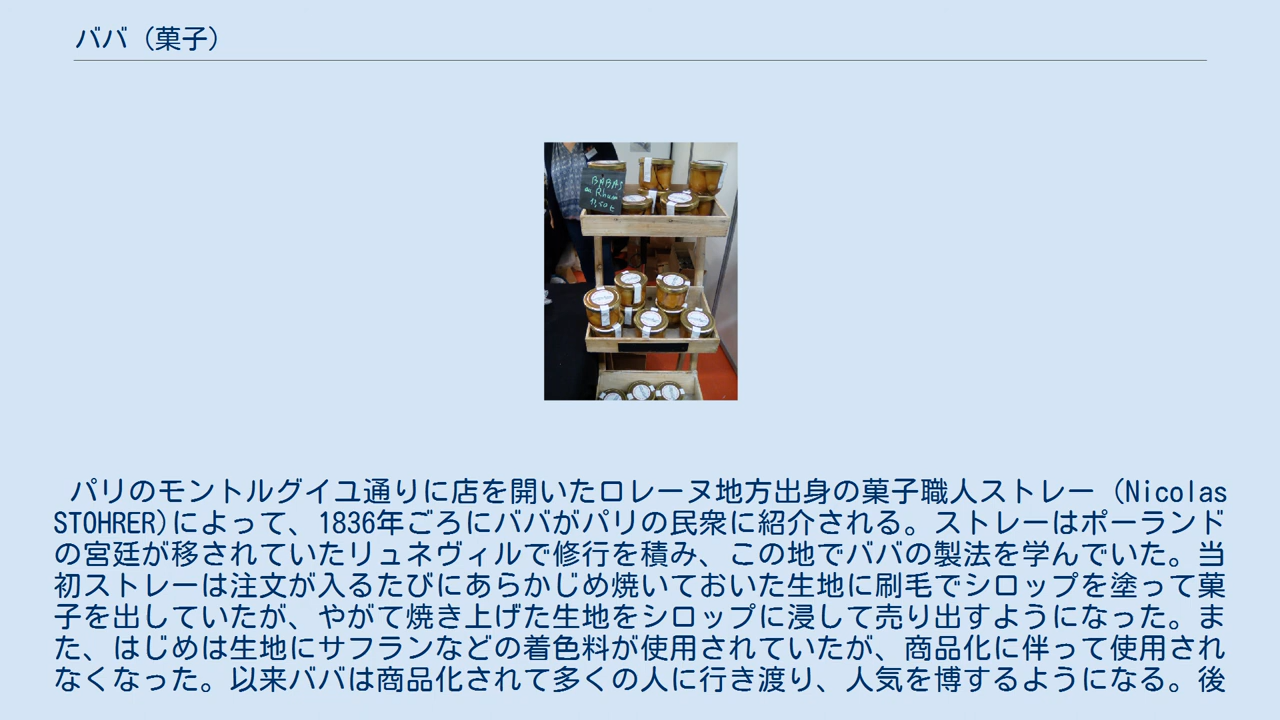 ババ（菓子）
BABAS
au Rhum
パリのモントルグイユ通りに店を開いたロレーヌ地方出身の菓子職人ストレー（Nicolas
STOHRER)によって、1836年ごろにババがパリの民衆に紹介される。ストレーはポーランド
の宮廷が移されていたリュネヴィルで修行を積み、この地でババの製法を学んでいた。当
初ストレーは注文が入るたびにあらかじめ焼いておいた生地に刷毛でシロップを塗って菓
子を出していたが、やがて焼き上げた生地をシロップに浸して売り出すようになった。ま
た、はじめは生地にサフランなどの着色料が使用されていたが、商品化に伴って使用され
なくなった。以来ババは商品化されて多くの人に行き渡り、人気を博するようになる。後